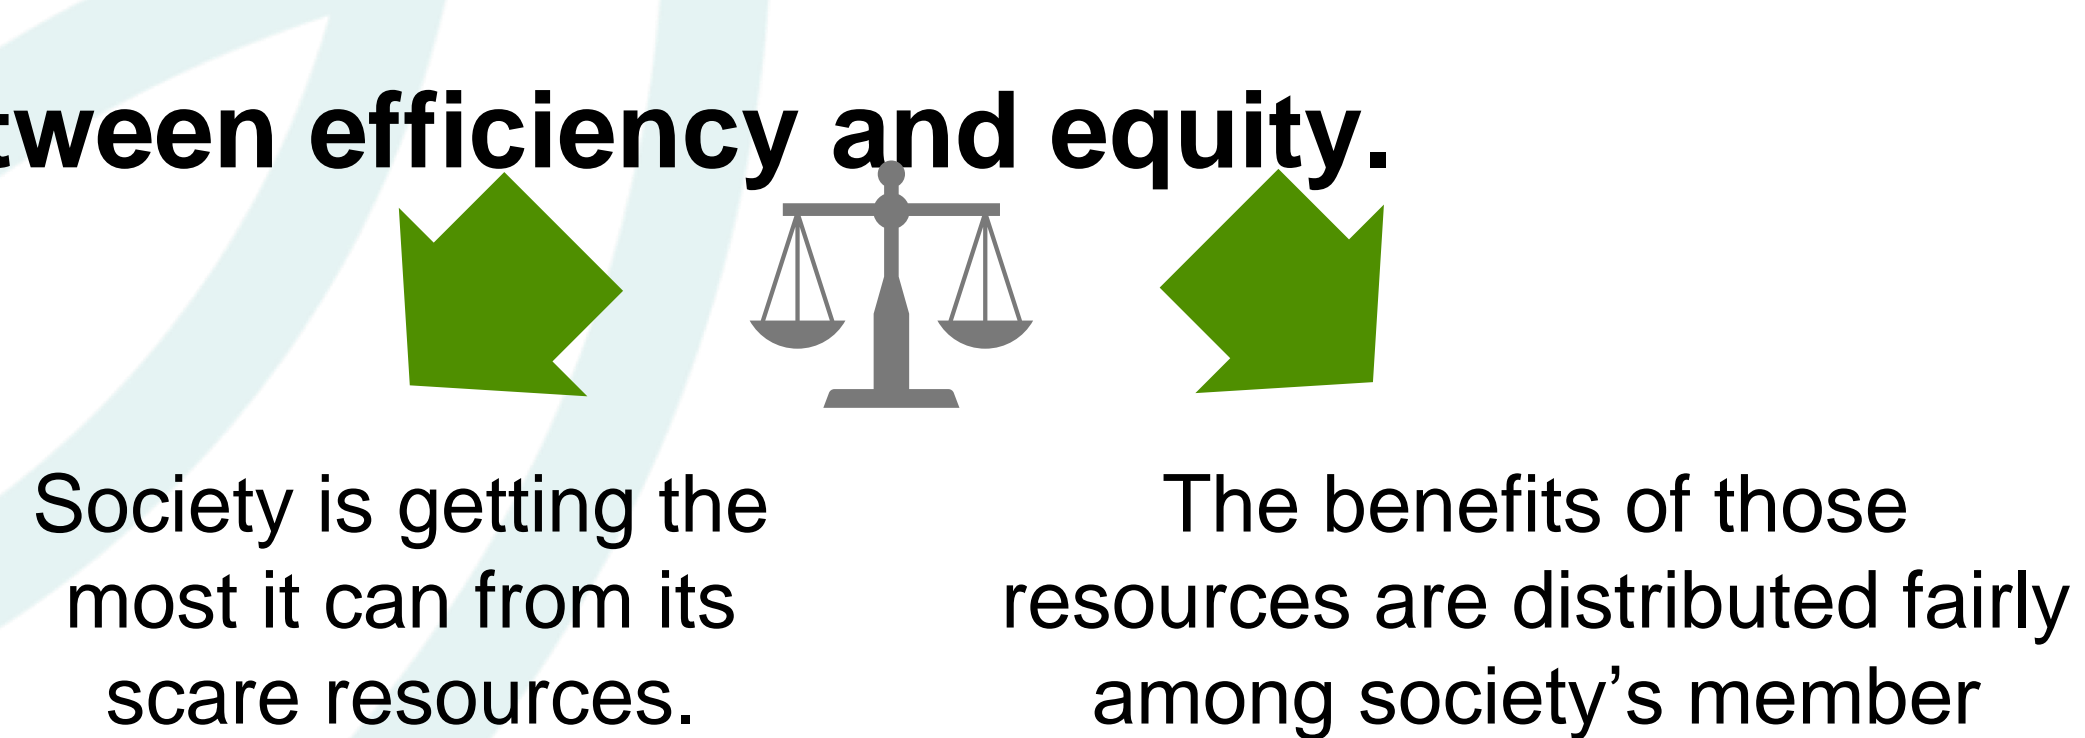 tween efficiency and equity.
Society is getting the
most it can from its
scare resources.
The benefits of those
resources are distributed fairly
among society’s member